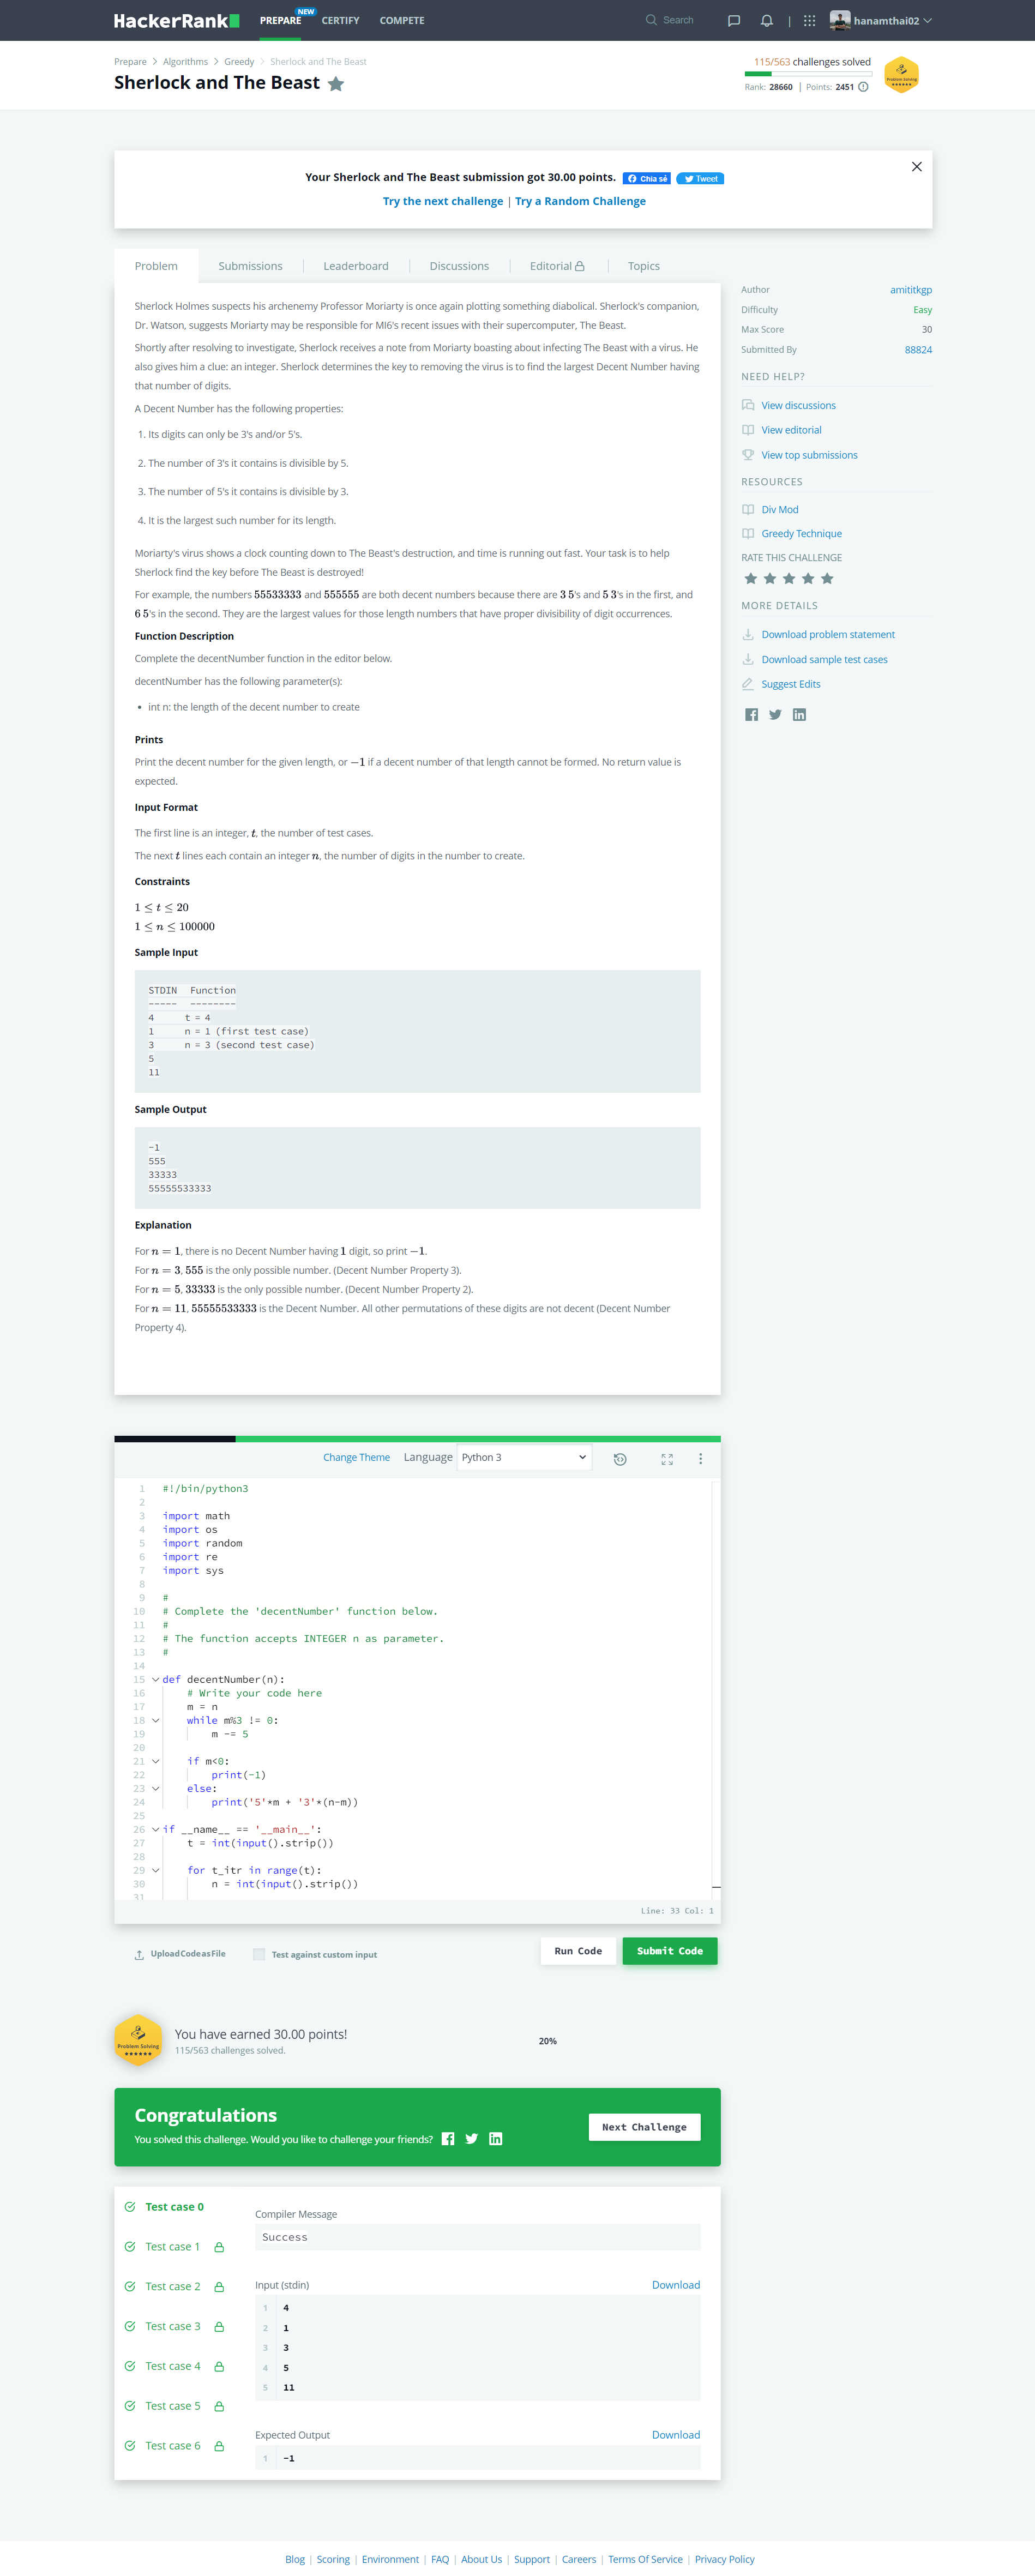 HackerRank
PREPARE NEW CERTIFY COMPETE Search hanamthai02
Prepare > Algorithms > Greedy > Sherlock and The Beast
Sherlock and The Beast
115/563 challenges solved
Rank: 28660 | Points: 2451
Problem Solving
Your Sherlock and The Beast submission got 30.00 points. Chia sẻ Tweet
Try the next challenge | Try a Random Challenge
Problem Submissions Leaderboard Discussions Editorial Topics
Sherlock Holmes suspects his archenemy Professor Moriarty is once again plotting something diabolical. Sherlock's companion,
Dr. Watson, suggests Moriarty may be responsible for MI6's recent issues with their supercomputer, The Beast.
Shortly after resolving to investigate, Sherlock receives a note from Moriarty boasting about infecting The Beast with a virus. He
also gives him a clue: an integer. Sherlock determines the key to removing the virus is to find the largest Decent Number having
that number of digits.
A Decent Number has the following properties:
1. Its digits can only be 3's and/or 5's.
2. The number of 3's it contains is divisible by 5.
3. The number of 5's it contains is divisible by 3.
4. It is the largest such number for its length.
Moriarty's virus shows a clock counting down to The Beast's destruction, and time is running out fast. Your task is to help
Sherlock find the key before The Beast is destroyed!
For example, the numbers 55533333 and 555555 are both decent numbers because there are 3 5's and 5 3's in the first, and
6 5's in the second. They are the largest values for those length numbers that have proper divisibility of digit occurrences.
Function Description
Complete the decentNumber function in the editor below.
decentNumber has the following parameter(s):
• int n: the length of the decent number to create
Prints
Print the decent number for the given length, or −1 if a decent number of that length cannot be formed. No return value is
expected.
Input Format
The first line is an integer, t, the number of test cases.
The next t lines each contain an integer n, the number of digits in the number to create.
Constraints
1 ≤ t ≤ 20
1 ≤ n ≤ 100000
Sample Input
STDIN Function
----- --------
4 t = 4
1 n = 1 (first test case)
3 n = 3 (second test case)
5
11
Sample Output
-1
555
33333
55555533333
Explanation
For n = 1, there is no Decent Number having 1 digit, so print −1.
For n = 3, 555 is the only possible number. (Decent Number Property 3).
For n = 5, 33333 is the only possible number. (Decent Number Property 2).
For n = 11, 55555533333 is the Decent Number. All other permutations of these digits are not decent (Decent Number
Property 4).
Author amititkgp
Difficulty Easy
Max Score 30
Submitted By 88824
NEED HELP?
View discussions
View editorial
View top submissions
RESOURCES
Div Mod
Greedy Technique
RATE THIS CHALLENGE
MORE DETAILS
Download problem statement
Download sample test cases
Suggest Edits
Change Theme Language Python 3
1 #!/bin/python3
2
3 import math
4 import os
5 import random
6 import re
7 import sys
8
9 #
10 # Complete the 'decentNumber' function below.
11 #
12 # The function accepts INTEGER n as parameter.
13 #
14
15 def decentNumber(n):
16 # Write your code here
17 m = n
18 while m%3 != 0:
19 m -= 5
20
21 if m<0:
22 print(-1)
23 else:
24 print('5'*m + '3'*(n-m))
25
26 if __name__ == '__main__':
27 t = int(input().strip())
28
29 for t_itr in range(t):
30 n = int(input().strip())
31
Line: 33 Col: 1
Upload Code as File Test against custom input Run Code Submit Code
Problem Solving
You have earned 30.00 points!
115/563 challenges solved.
20%
Congratulations
You solved this challenge. Would you like to challenge your friends?
Next Challenge
Test case 0
Test case 1
Test case 2
Test case 3
Test case 4
Test case 5
Test case 6
Compiler Message
Success
Input (stdin) Download
1 4
2 1
3 3
4 5
5 11
Expected Output Download
1 -1
Blog | Scoring | Environment | FAQ | About Us | Support | Careers | Terms Of Service | Privacy Policy